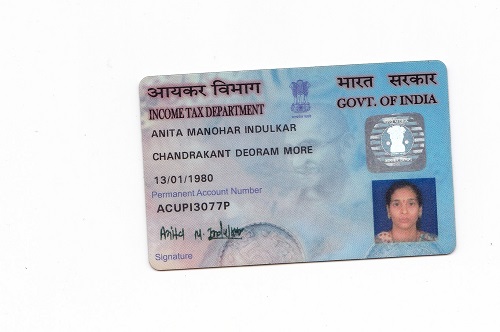 आयकर विभाग
भारत सरकार
INCOME TAX DEPARTMENT
GOVT. OF INDIA
ANITA MANOHAR INDULKAR
CHANDRAKANT DEORAM MORE
13/01/1980
Permanent Account Number
ACUPI3077P
Anita M. Indulkar
Signature